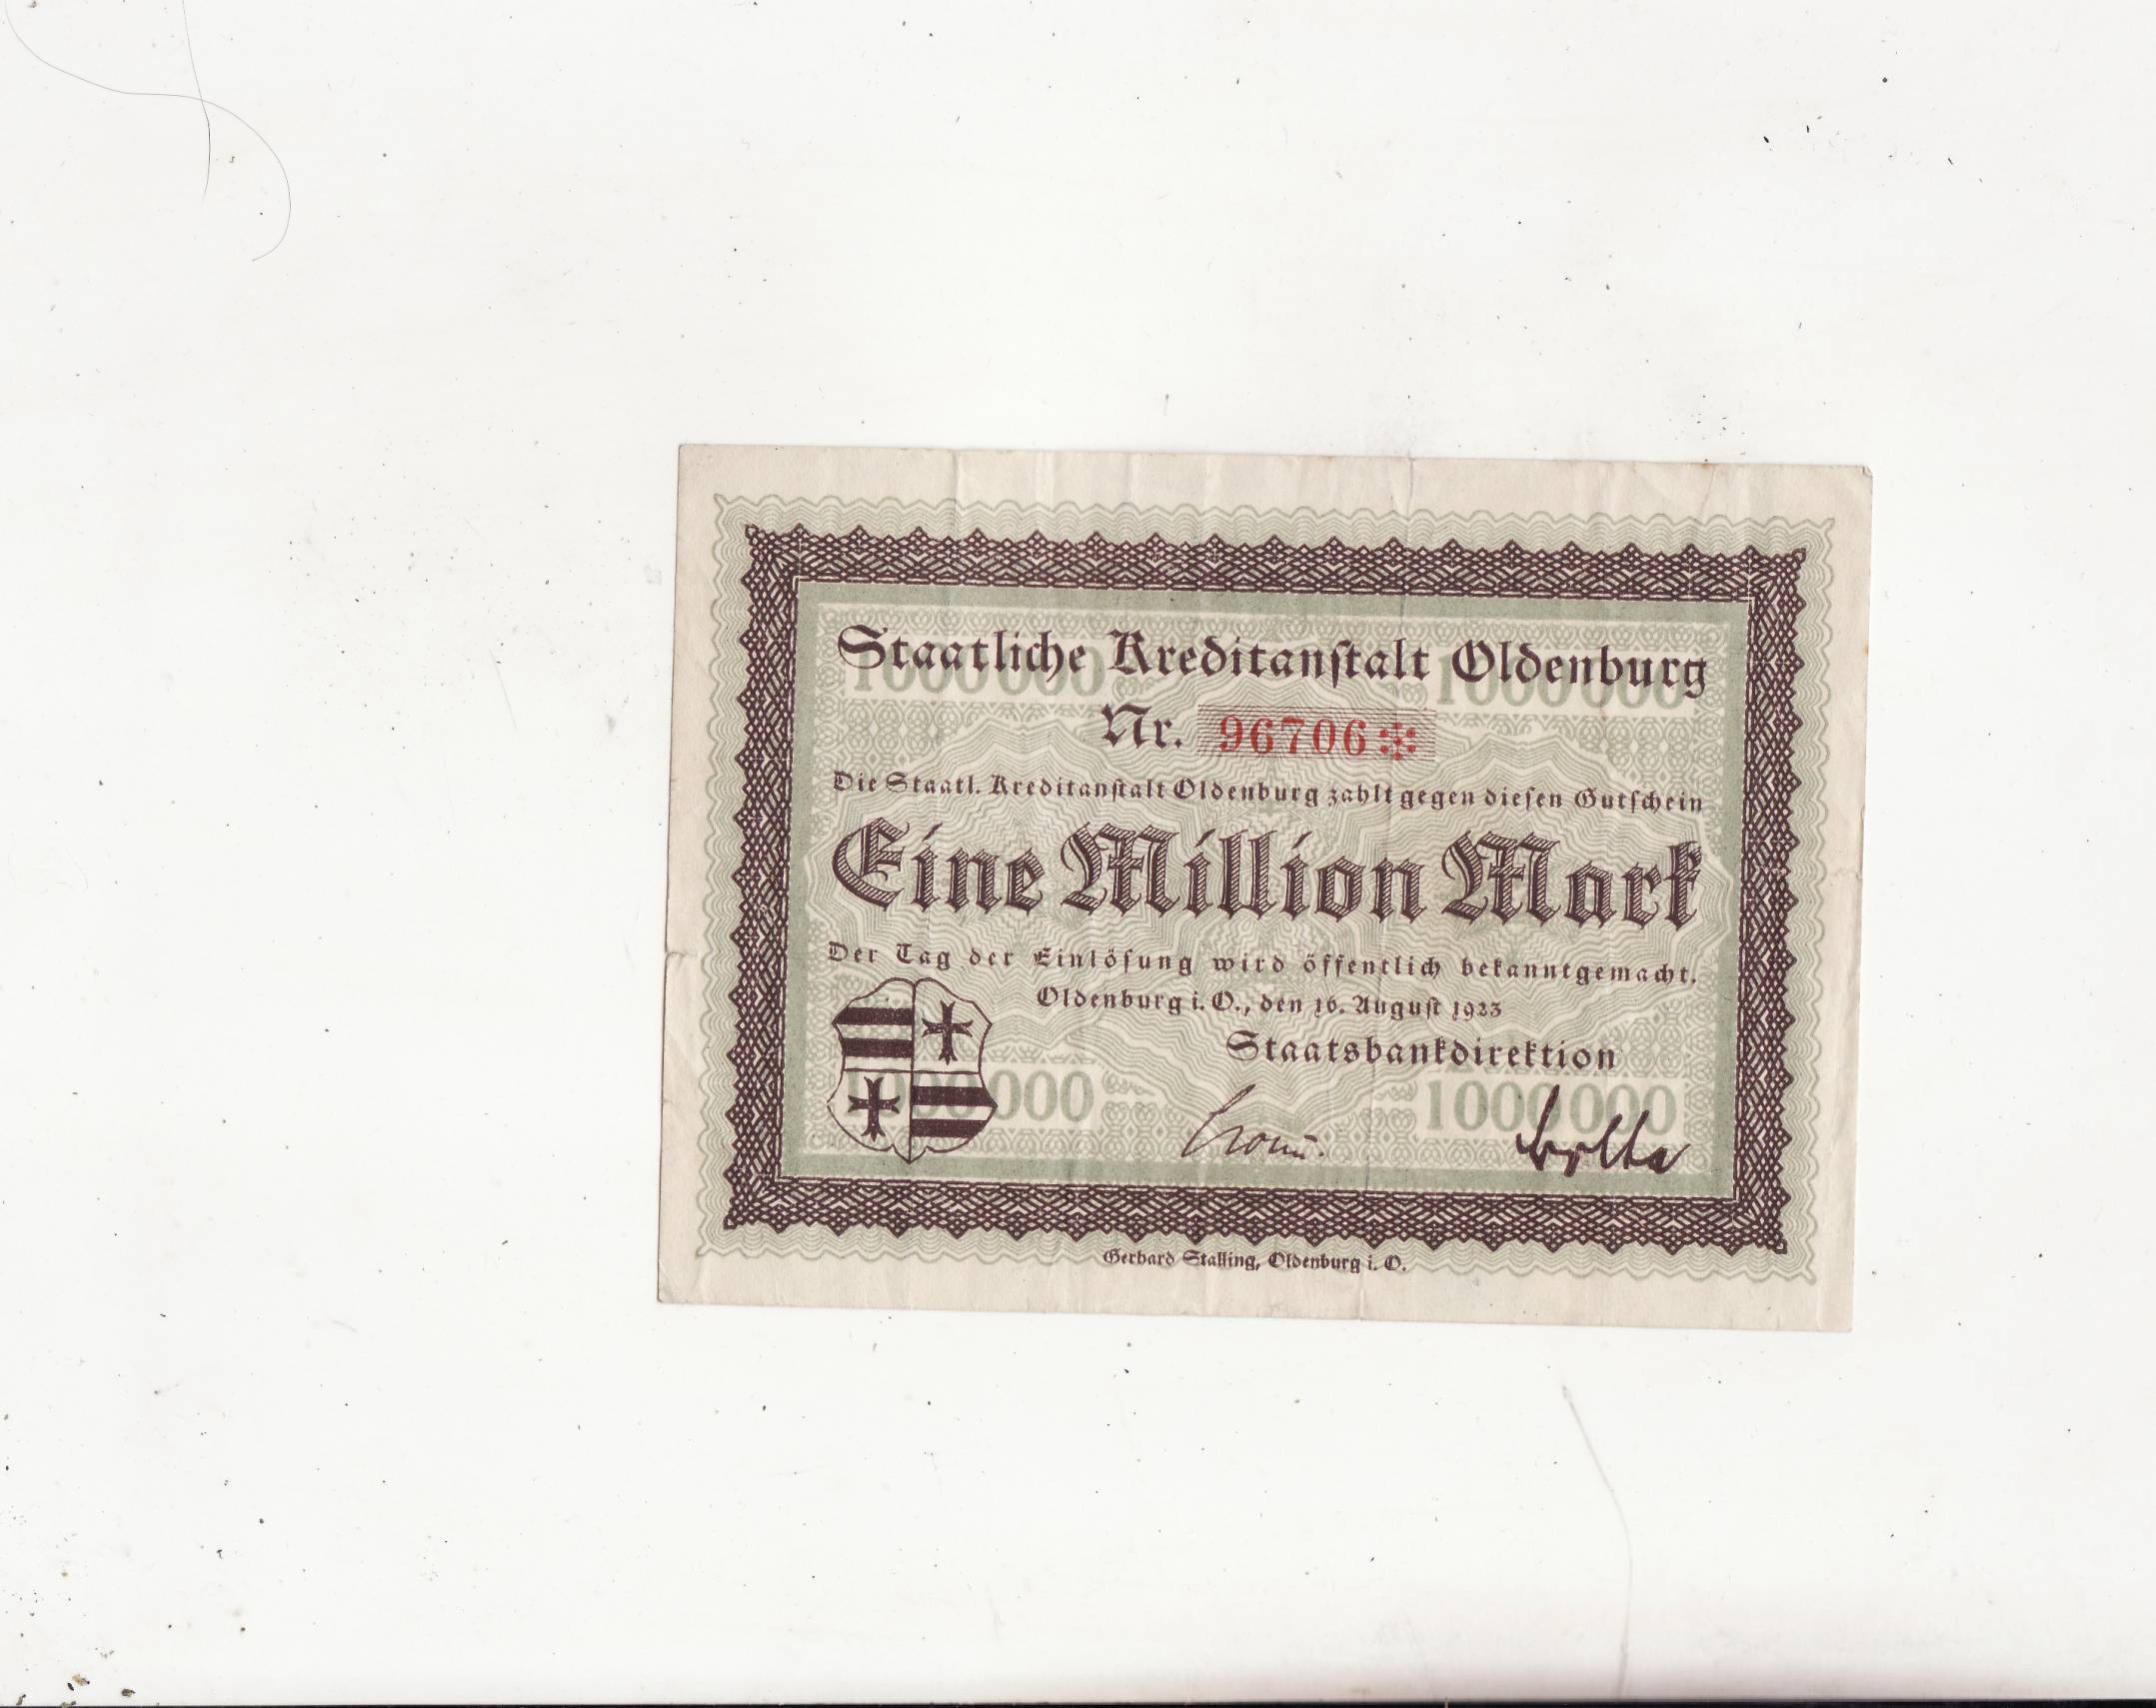 Staatliche Kreditanstalt Oldenburg
1000000 1000000
Nr. 96706
Die Staatl. Kreditanstalt Oldenburg zahlt gegen diesen Gutschein
Eine Million Mark
Der Tag der Einlösung wird öffentlich bekanntgemacht.
Oldenburg i. O., den 16. August 1923
Staatsbankdirektion
1000000 1000000
Gerhard Stalling, Oldenburg i. O.